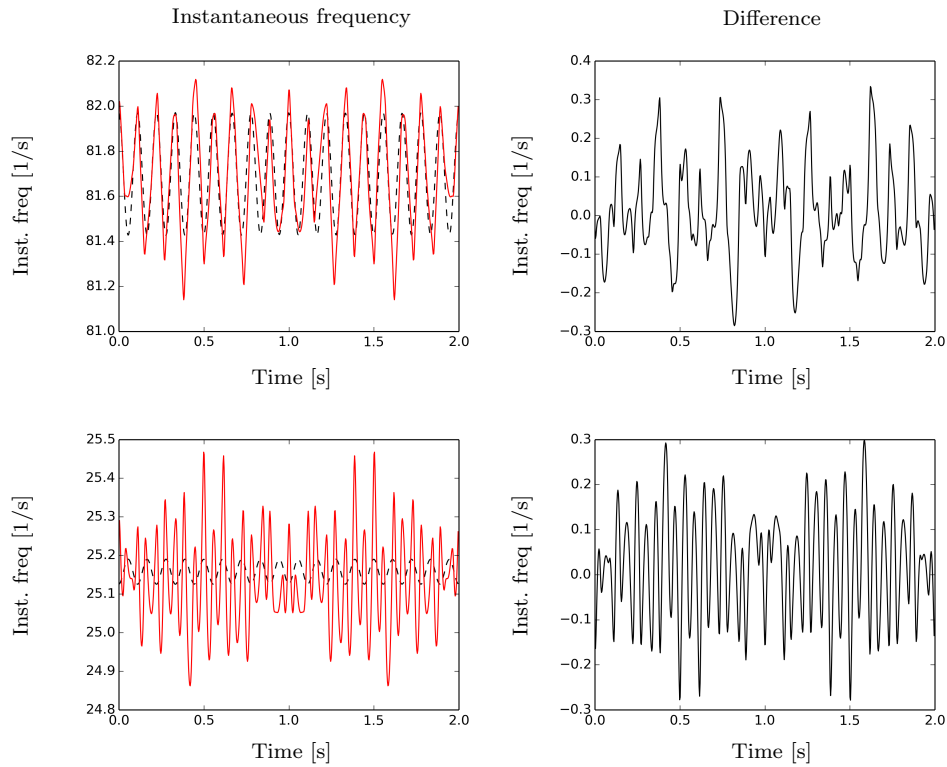 Instantaneous frequency
Difference
Inst. freq [1/s]
82.2
82.0
81.8
81.6
81.4
81.2
81.0
0.0 0.5 1.0 1.5 2.0
Time [s]
Inst. freq [1/s]
0.4
0.3
0.2
0.1
0.0
−0.1
−0.2
−0.3
0.0 0.5 1.0 1.5 2.0
Time [s]
Inst. freq [1/s]
25.5
25.4
25.3
25.2
25.1
25.0
24.9
24.8
0.0 0.5 1.0 1.5 2.0
Time [s]
Inst. freq [1/s]
0.3
0.2
0.1
0.0
−0.1
−0.2
−0.3
0.0 0.5 1.0 1.5 2.0
Time [s]